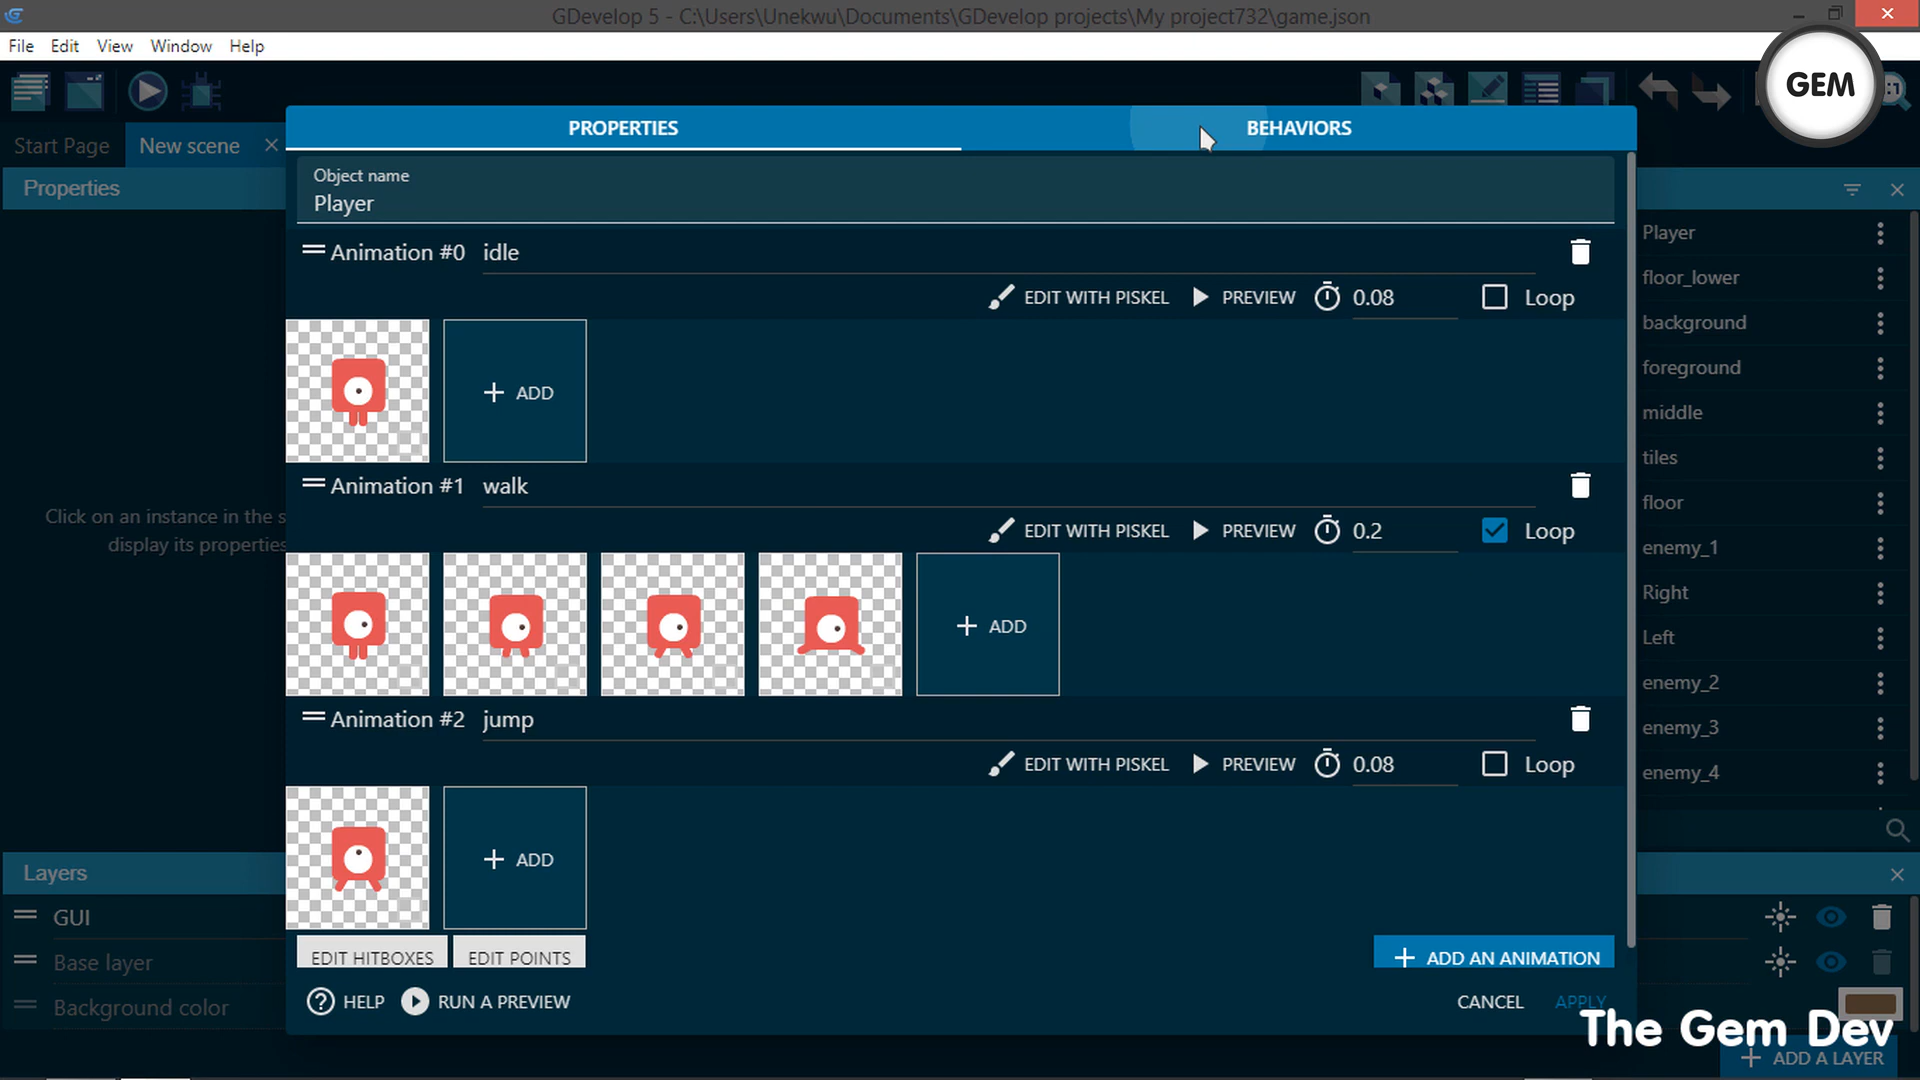 GDevelop 5 - C:\Users\Unekwu\Documents\GDevelop projects\My project732\game.json
File Edit View Window Help
GEM
Start Page New scene
PROPERTIES BEHAVIORS
Properties
Object name
Player
Animation #0 idle
EDIT WITH PISKEL PREVIEW 0.08 Loop
ADD
Animation #1 walk
EDIT WITH PISKEL PREVIEW 0.2 Loop
ADD
Animation #2 jump
EDIT WITH PISKEL PREVIEW 0.08 Loop
ADD
EDIT HITBOXES EDIT POINTS
ADD AN ANIMATION
HELP RUN A PREVIEW
CANCEL APPLY
Click on an instance in the s
display its properties
Player
floor_lower
background
foreground
middle
tiles
floor
enemy_1
Right
Left
enemy_2
enemy_3
enemy_4
Layers
GUI
Base layer
Background color
The Gem Dev
ADD A LAYER